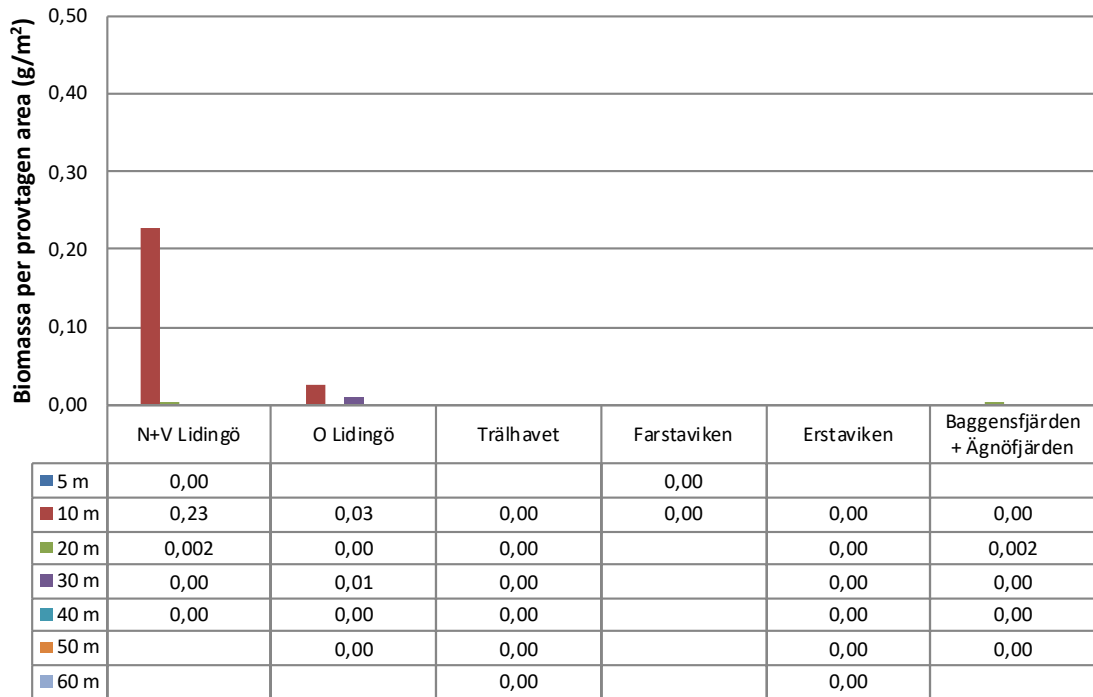 Biomassa per provtagen area (g/m²)
0,50
0,40
0,30
0,20
0,10
0,00
N+V Lidingö O Lidingö Trälhavet Farstaviken Erstaviken Baggensfjärden
+ Ägnöfjärden
5 m 0,00 0,00
10 m 0,23 0,03 0,00 0,00 0,00 0,00
20 m 0,002 0,00 0,00 0,00 0,002
30 m 0,00 0,01 0,00 0,00 0,00
40 m 0,00 0,00 0,00 0,00 0,00
50 m 0,00 0,00 0,00 0,00
60 m 0,00 0,00